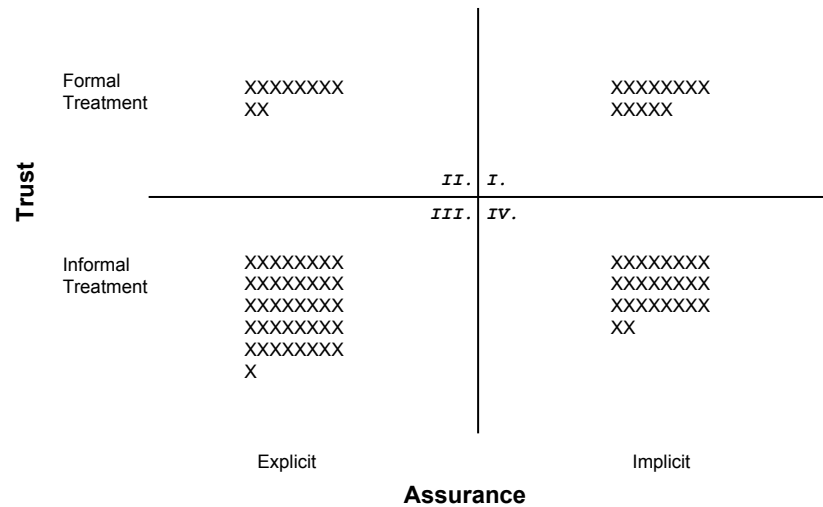 Formal
Treatment
XXXXXXXX
XX
XXXXXXXX
XXXXX
Trust
II. I.
III. IV.
Informal
Treatment
XXXXXXXX
XXXXXXXX
XXXXXXXX
XXXXXXXX
XXXXXXXX
X
XXXXXXXX
XXXXXXXX
XXXXXXXX
XX
Explicit
Implicit
Assurance